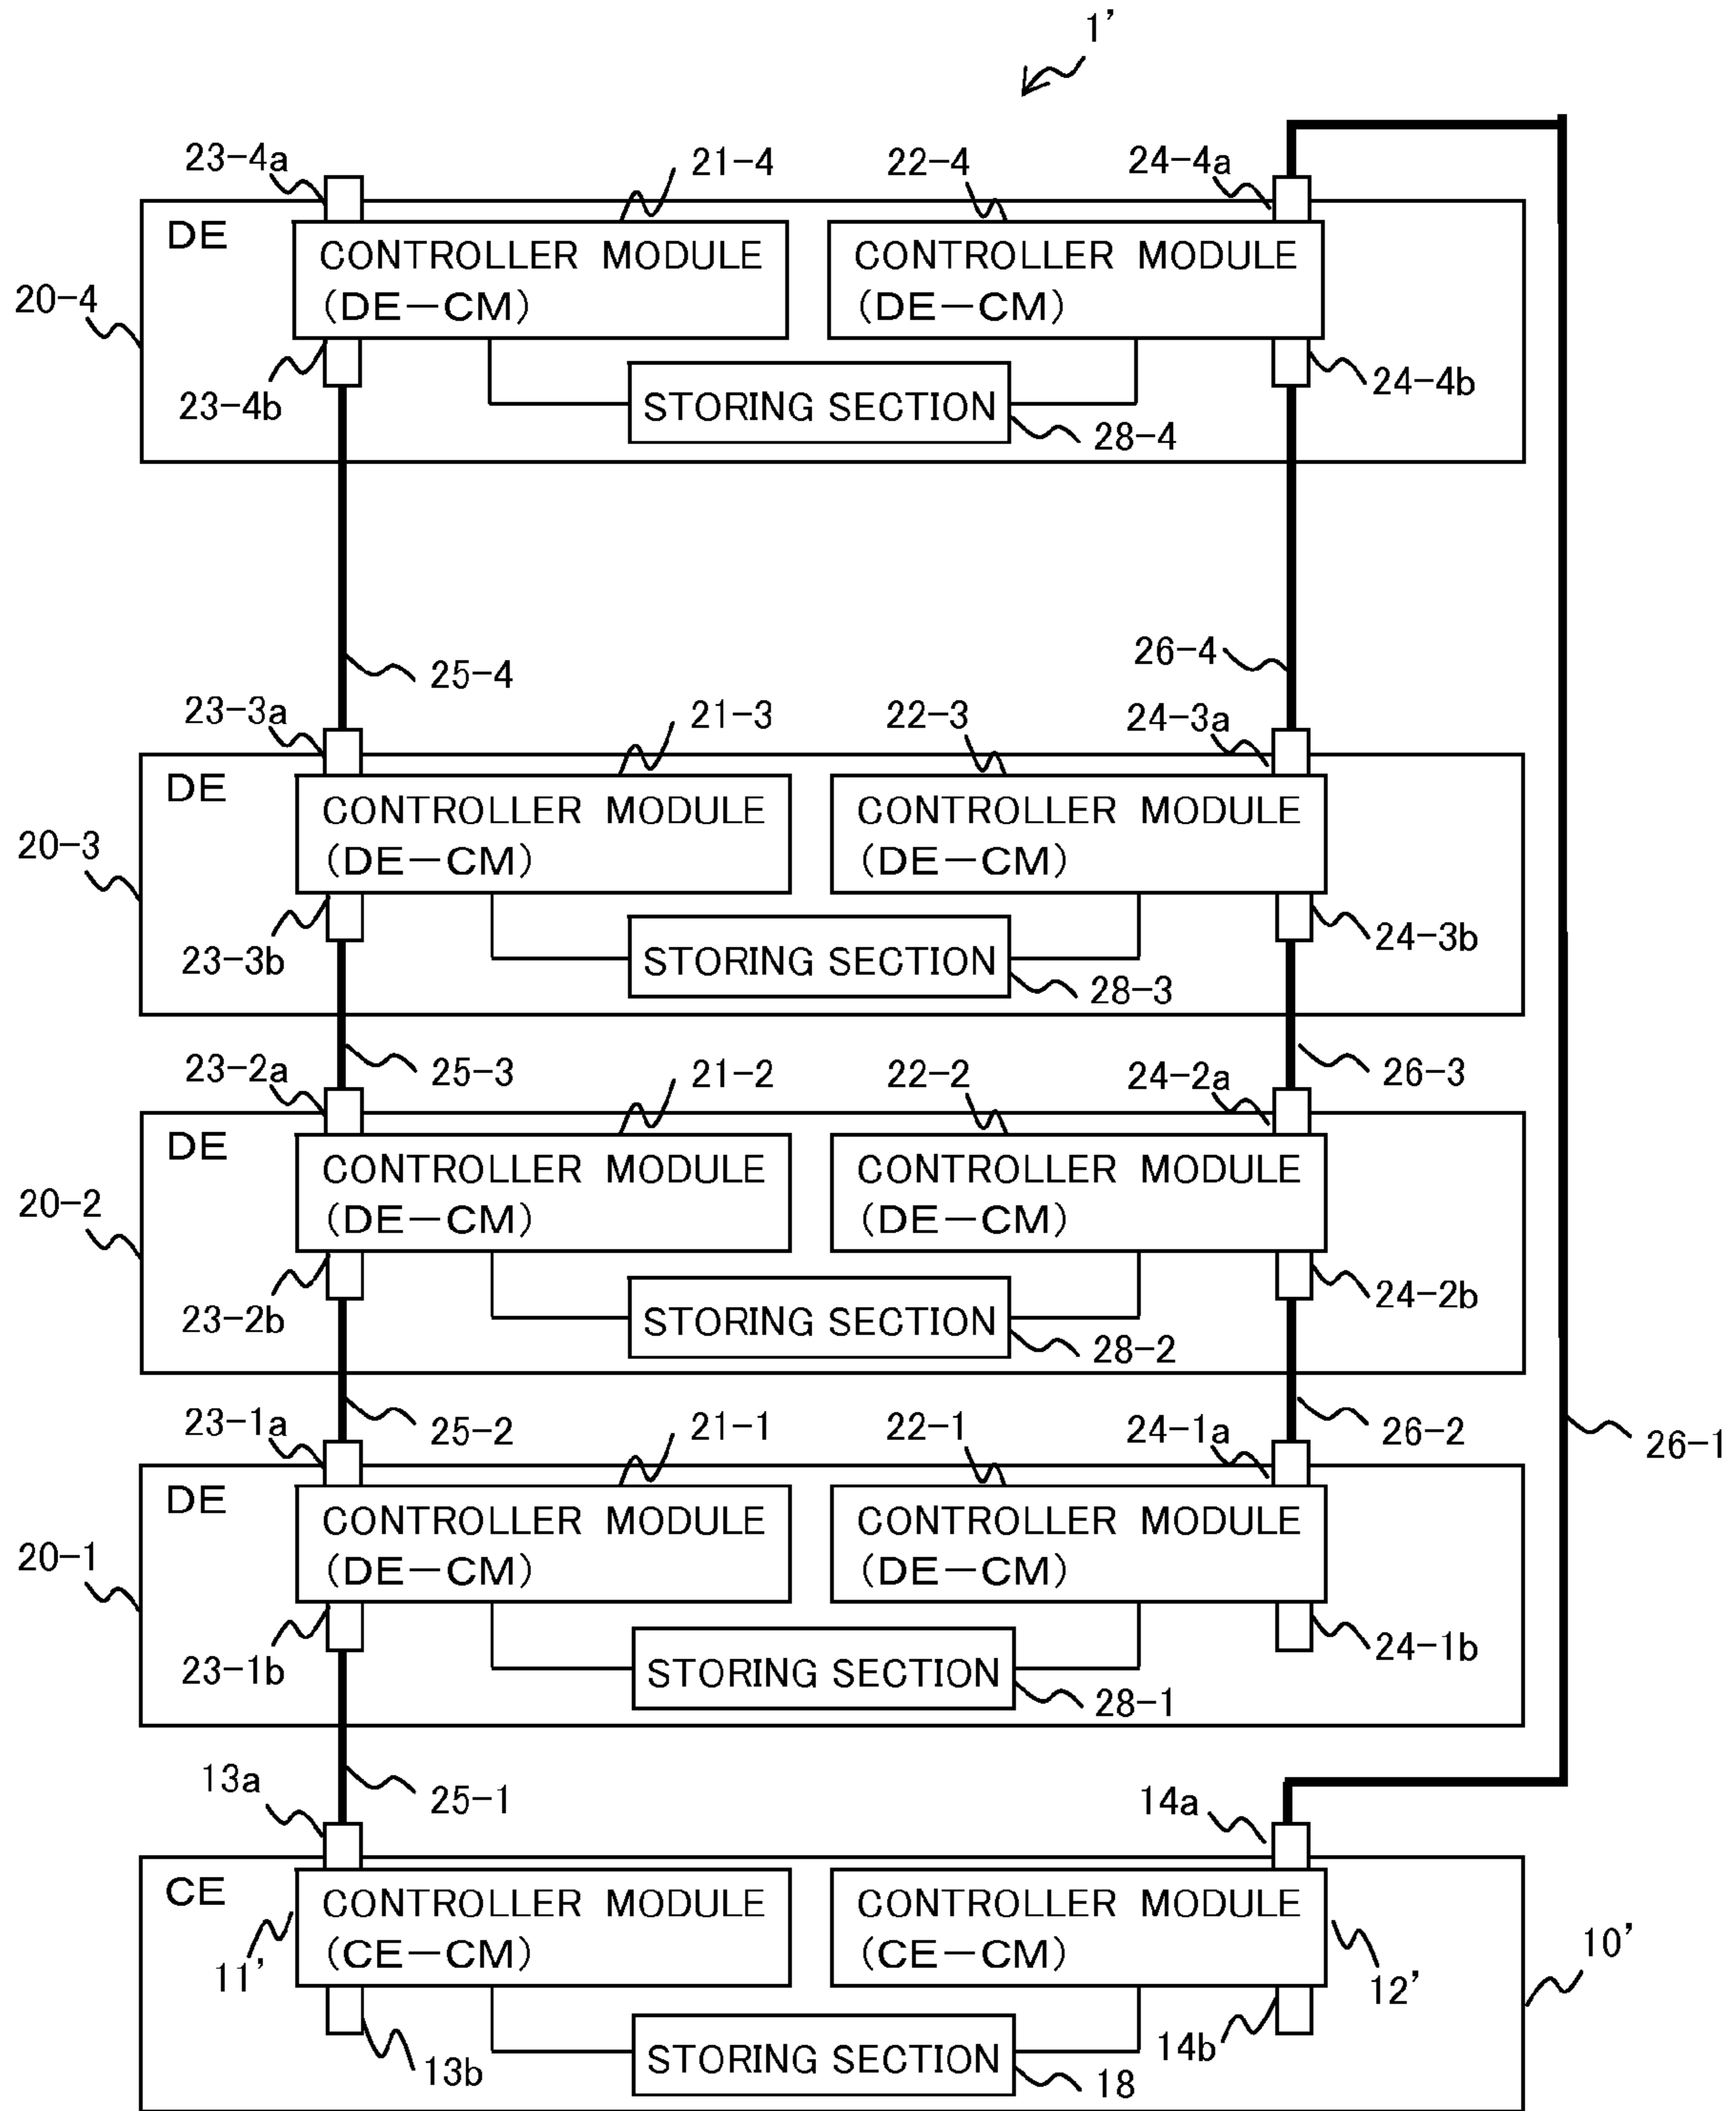 1’
23-4a
21-4
22-4
24-4a
DE
CONTROLLER MODULE
(DE-CM)
CONTROLLER MODULE
(DE-CM)
20-4
23-4b
STORING SECTION
24-4b
28-4
25-4
26-4
23-3a
21-3
22-3
24-3a
DE
CONTROLLER MODULE
(DE-CM)
CONTROLLER MODULE
(DE-CM)
20-3
23-3b
STORING SECTION
24-3b
28-3
23-2a
25-3
21-2
22-2
24-2a
26-3
DE
CONTROLLER MODULE
(DE-CM)
CONTROLLER MODULE
(DE-CM)
20-2
23-2b
STORING SECTION
24-2b
28-2
23-1a
25-2
21-1
22-1
24-1a
26-2
26-1
DE
CONTROLLER MODULE
(DE-CM)
CONTROLLER MODULE
(DE-CM)
20-1
23-1b
STORING SECTION
24-1b
28-1
13a
25-1
14a
CE
CONTROLLER MODULE
(CE-CM)
CONTROLLER MODULE
(CE-CM)
10’
11’
12’
13b
STORING SECTION
14b
18